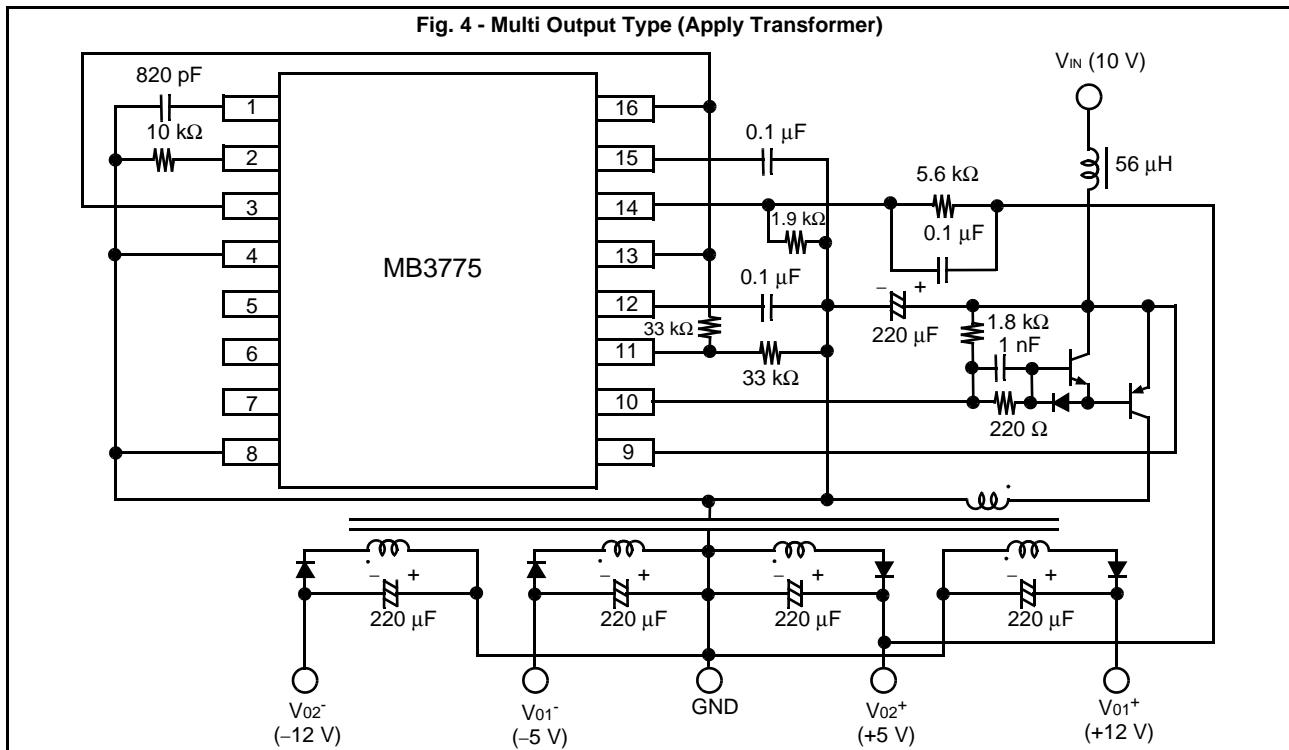 Fig. 4 - Multi Output Type (Apply Transformer)
VIN (10 V)
820 pF
10 kΩ
1
2
3
4
5
6
7
8
MB3775
16
15
14
13
12
11
10
9
0.1 µF
5.6 kΩ
56 µH
1.9 kΩ
0.1 µF
0.1 µF
− +
220 µF
33 kΩ
33 kΩ
1.8 kΩ
1 nF
220 Ω
− +
220 µF
− +
220 µF
− +
220 µF
− +
220 µF
V02-
(−12 V)
V01-
(−5 V)
GND
V02+
(+5 V)
V01+
(+12 V)